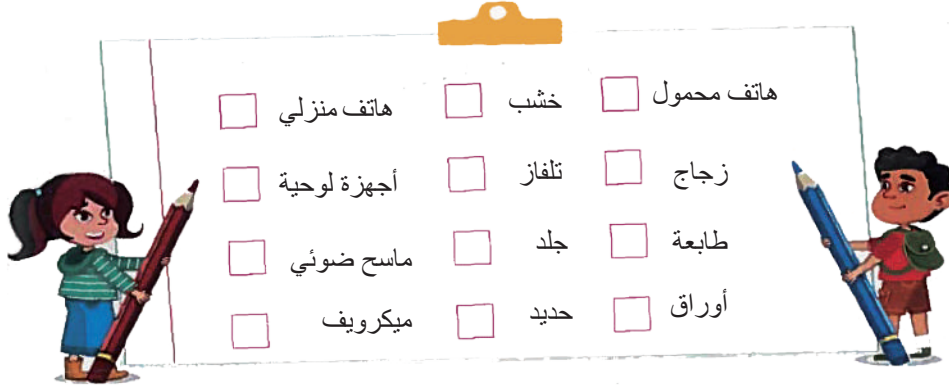 هاتف محمول خشب هاتف منزلي
زجاج تلفاز أجهزة لوحية
طابعة جلد ماسح ضوئي
أوراق حديد ميكرويف